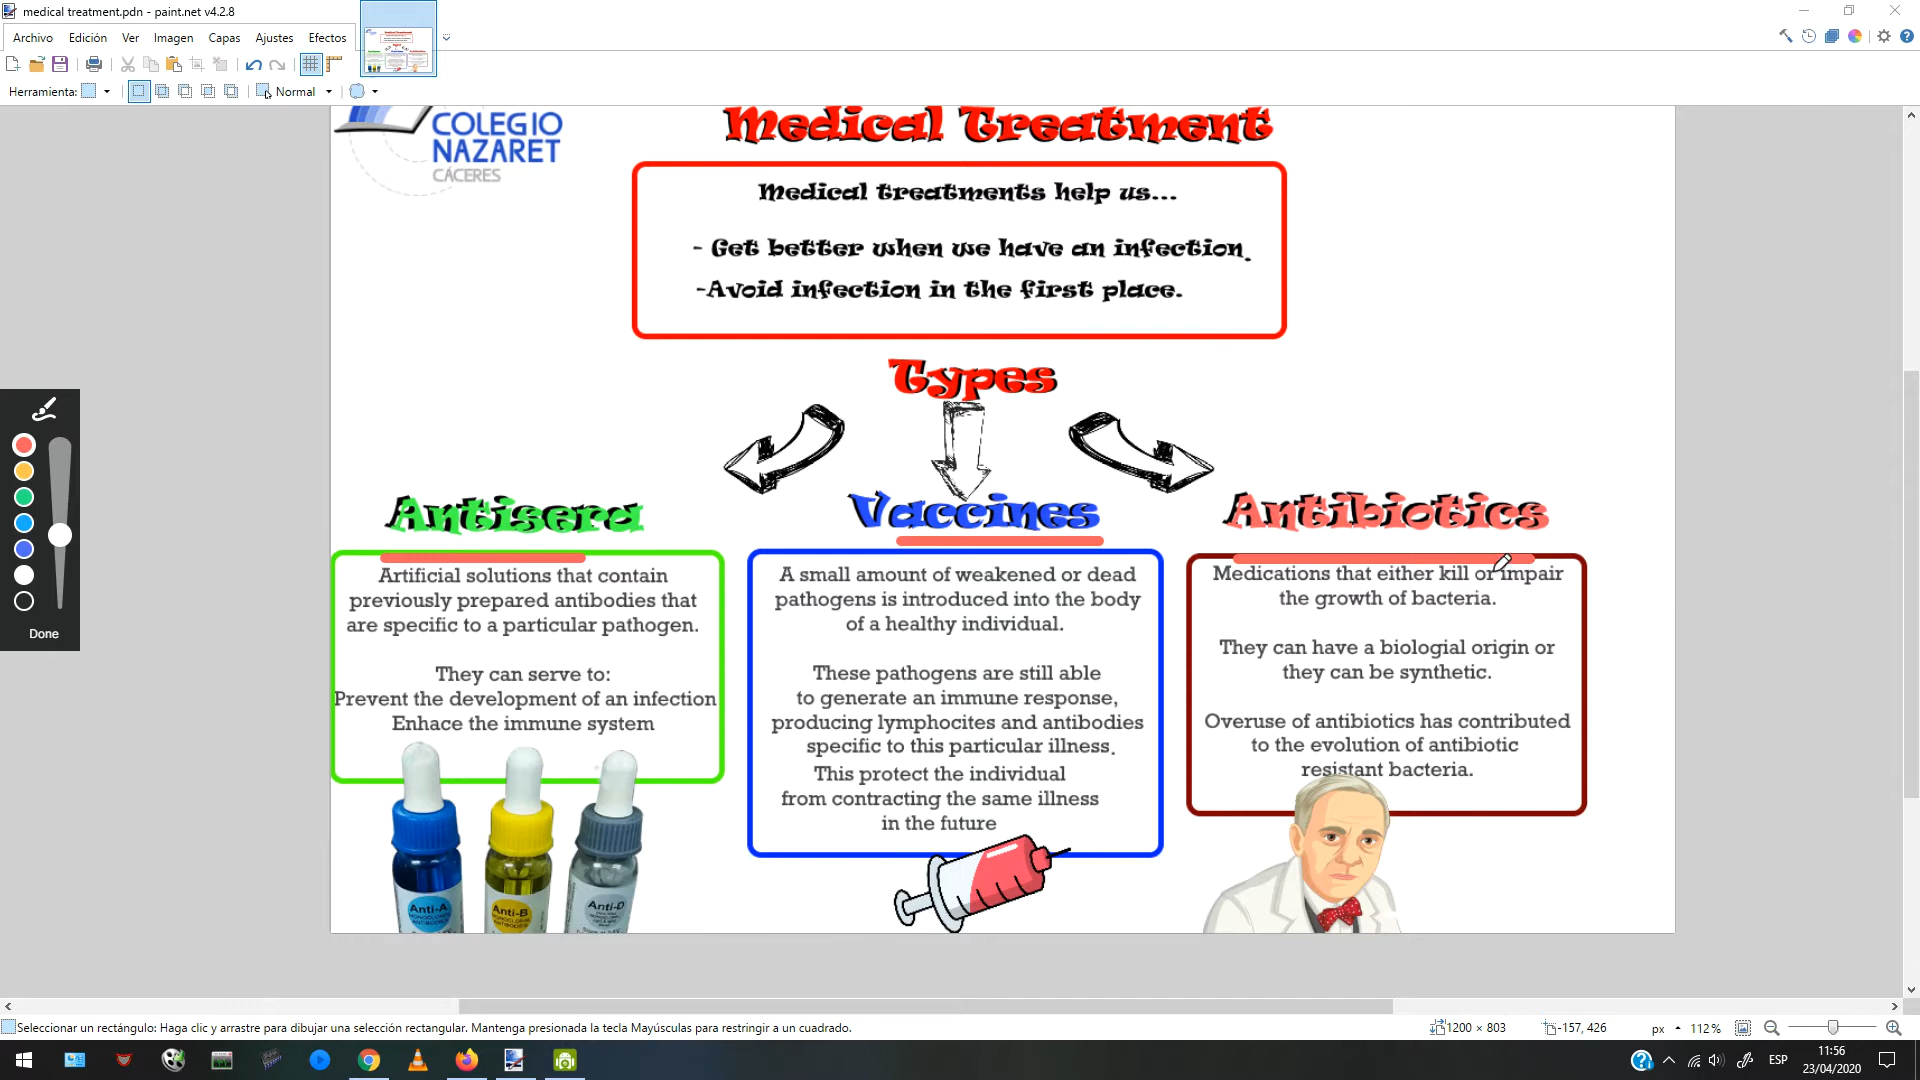 medical treatment.pdn - paint.net v4.2.8
Archivo Edición Ver Imagen Capas Ajustes Efectos
Herramienta: Normal
COLEGIO
NAZARET
CÁCERES
Medical Treatment
Medical treatments help us...
- Get better when we have an infection.
-Avoid infection in the first place.
Types
Antisera
Artificial solutions that contain
previously prepared antibodies that
are specific to a particular pathogen.
They can serve to:
Prevent the development of an infection
Enhace the immune system
Anti-A
MONOCLONAL
Anti-B
MONOCLONAL
Anti-D
Vaccines
A small amount of weakened or dead
pathogens is introduced into the body
of a healthy individual.
These pathogens are still able
to generate an immune response,
producing lymphocites and antibodies
specific to this particular illness.
This protect the individual
from contracting the same illness
in the future
Antibiotics
Medications that either kill or impair
the growth of bacteria.
They can have a biologial origin or
they can be synthetic.
Overuse of antibiotics has contributed
to the evolution of antibiotic
resistant bacteria.
Done
Seleccionar un rectángulo: Haga clic y arrastre para dibujar una selección rectangular. Mantenga presionada la tecla Mayúsculas para restringir a un cuadrado.
1200 × 803
-157, 426
px
112%
ESP
11:56
23/04/2020